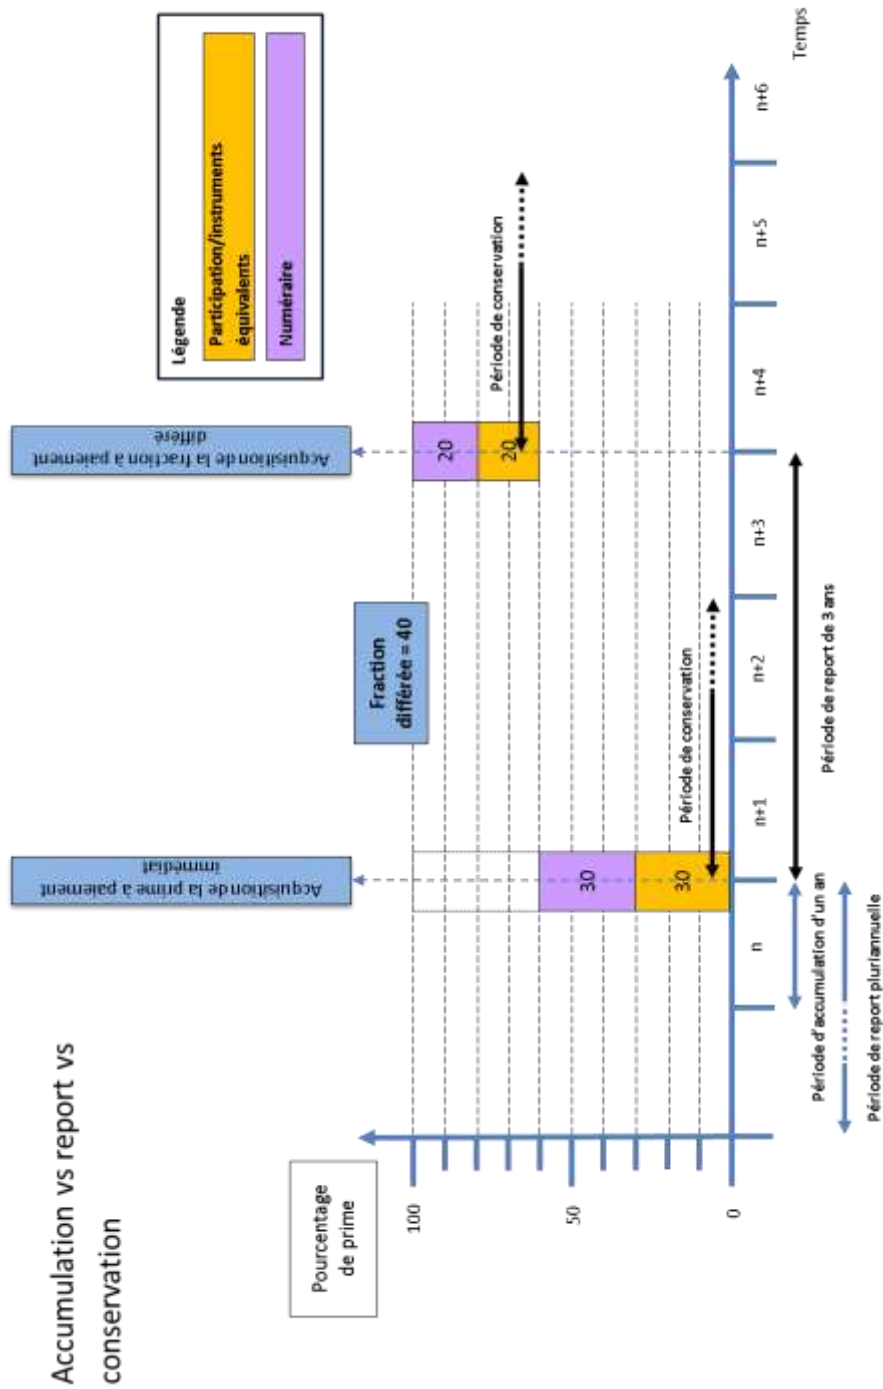 Accumulation vs report vs
conservation
Pourcentage
de prime
Acquisition de la prime à paiement
immédiat
Fraction
différée = 40
Acquisition de la fraction à paiement
différé
Légende
Participation/instruments
équivalents
Numéraire
100
50
0
30
30
20
20
Période de conservation
Période de conservation
n
n+1
n+2
n+3
n+4
n+5
n+6
Temps
Période d'accumulation d'un an
Période de report de 3 ans
Période de report pluriannuelle